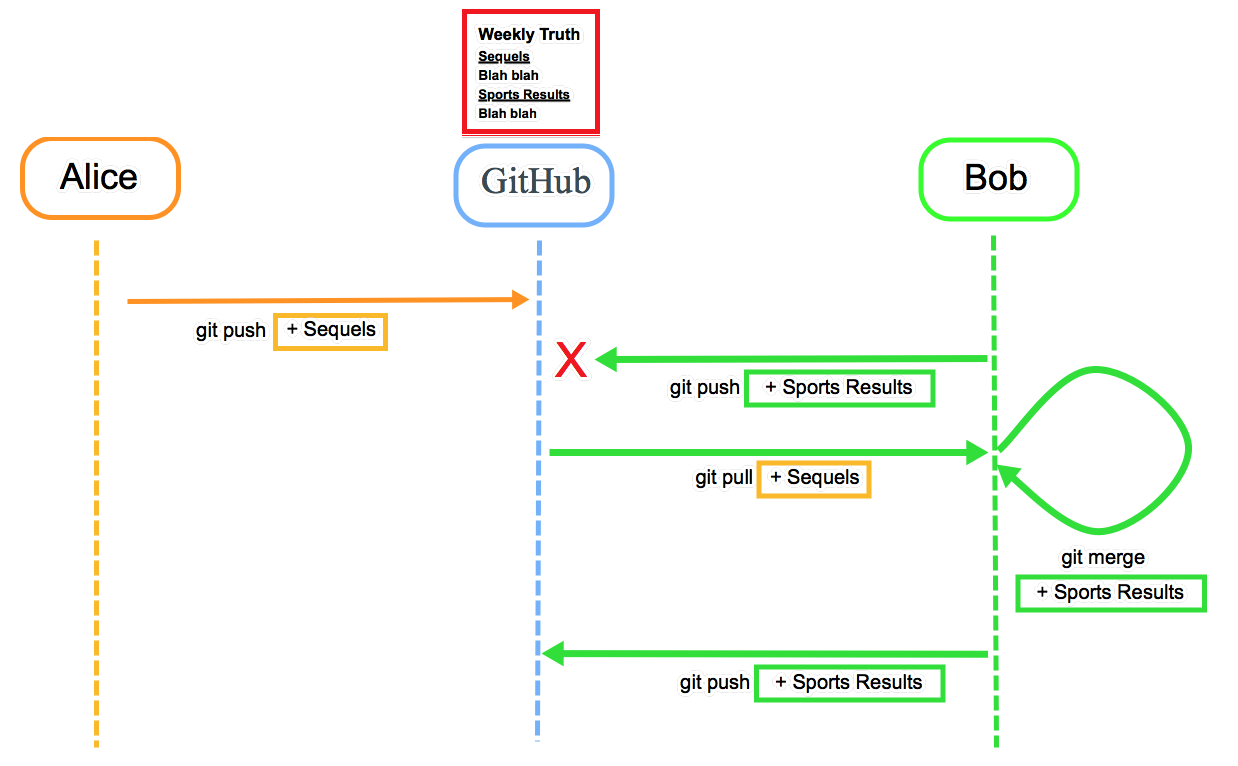 Weekly Truth
Sequels
Blah blah
Sports Results
Blah blah
Alice
GitHub
Bob
git push + Sequels
X
git push + Sports Results
git pull + Sequels
git merge
+ Sports Results
git push + Sports Results